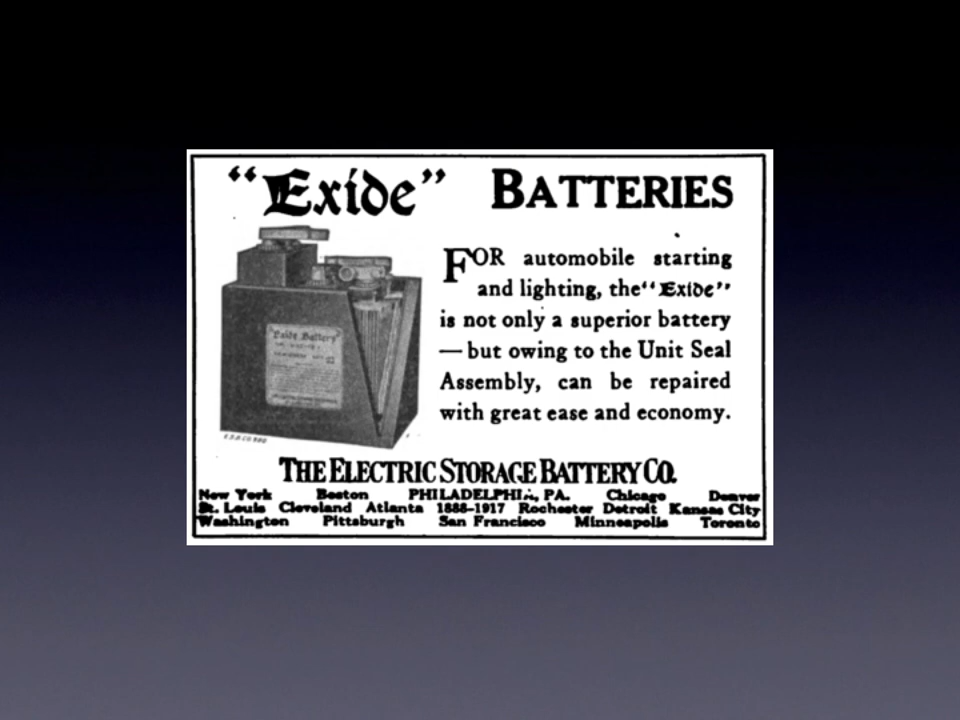 “Exide” BATTERIES
FOR automobile starting
and lighting, the “Exide”
is not only a superior battery
— but owing to the Unit Seal
Assembly, can be repaired
with great ease and economy.
Exide Battery
THE ELECTRIC STORAGE BATTERY CO.
New York Boston PHILADELPHIA, PA. Chicago Denver
St. Louis Cleveland Atlanta 1888-1917 Rochester Detroit Kansas City
Washington Pittsburgh San Francisco Minneapolis Toronto